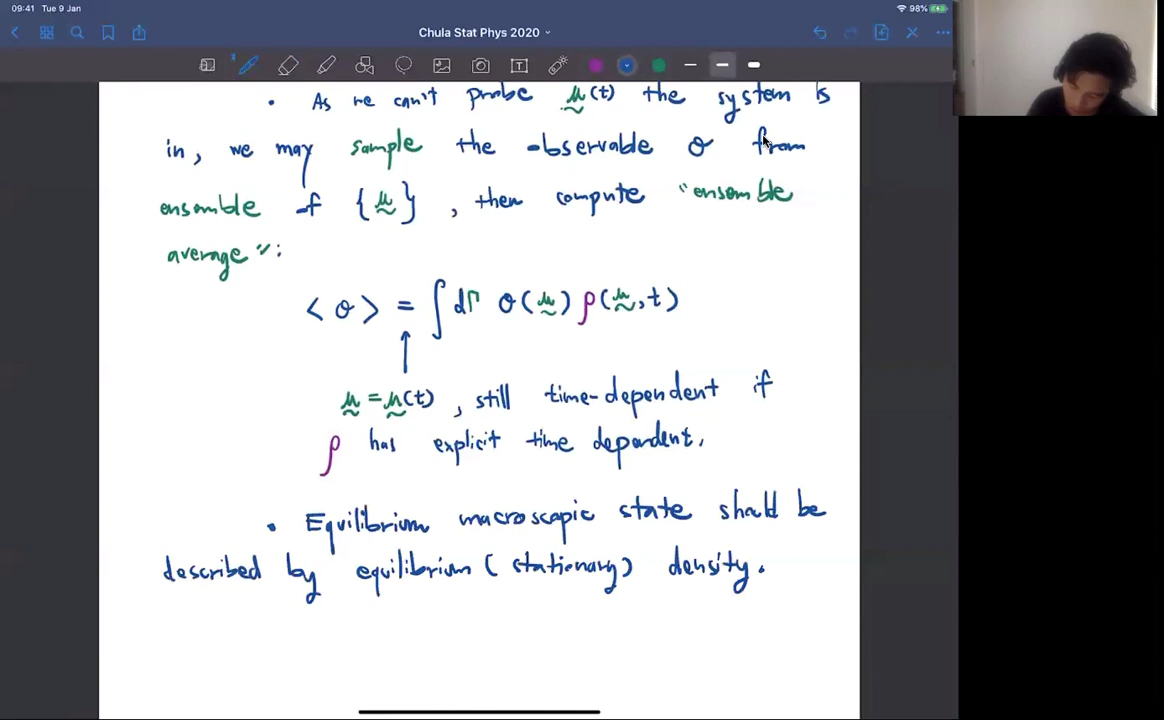 09:41 Tue 9 Jan
98%
Chula Stat Phys 2020
• As we can't probe μ(t) the system is
in, we may sample the observable O from
ensamble of {μ} , then compute "ensamble
average":
< O > = ∫ dΓ O(μ) ρ(μ,t)
μ = μ(t) , still time-dependent if
ρ has explicit time dependent.
• Equilibrium macroscopic state should be
described by equilibrium (stationary) density.